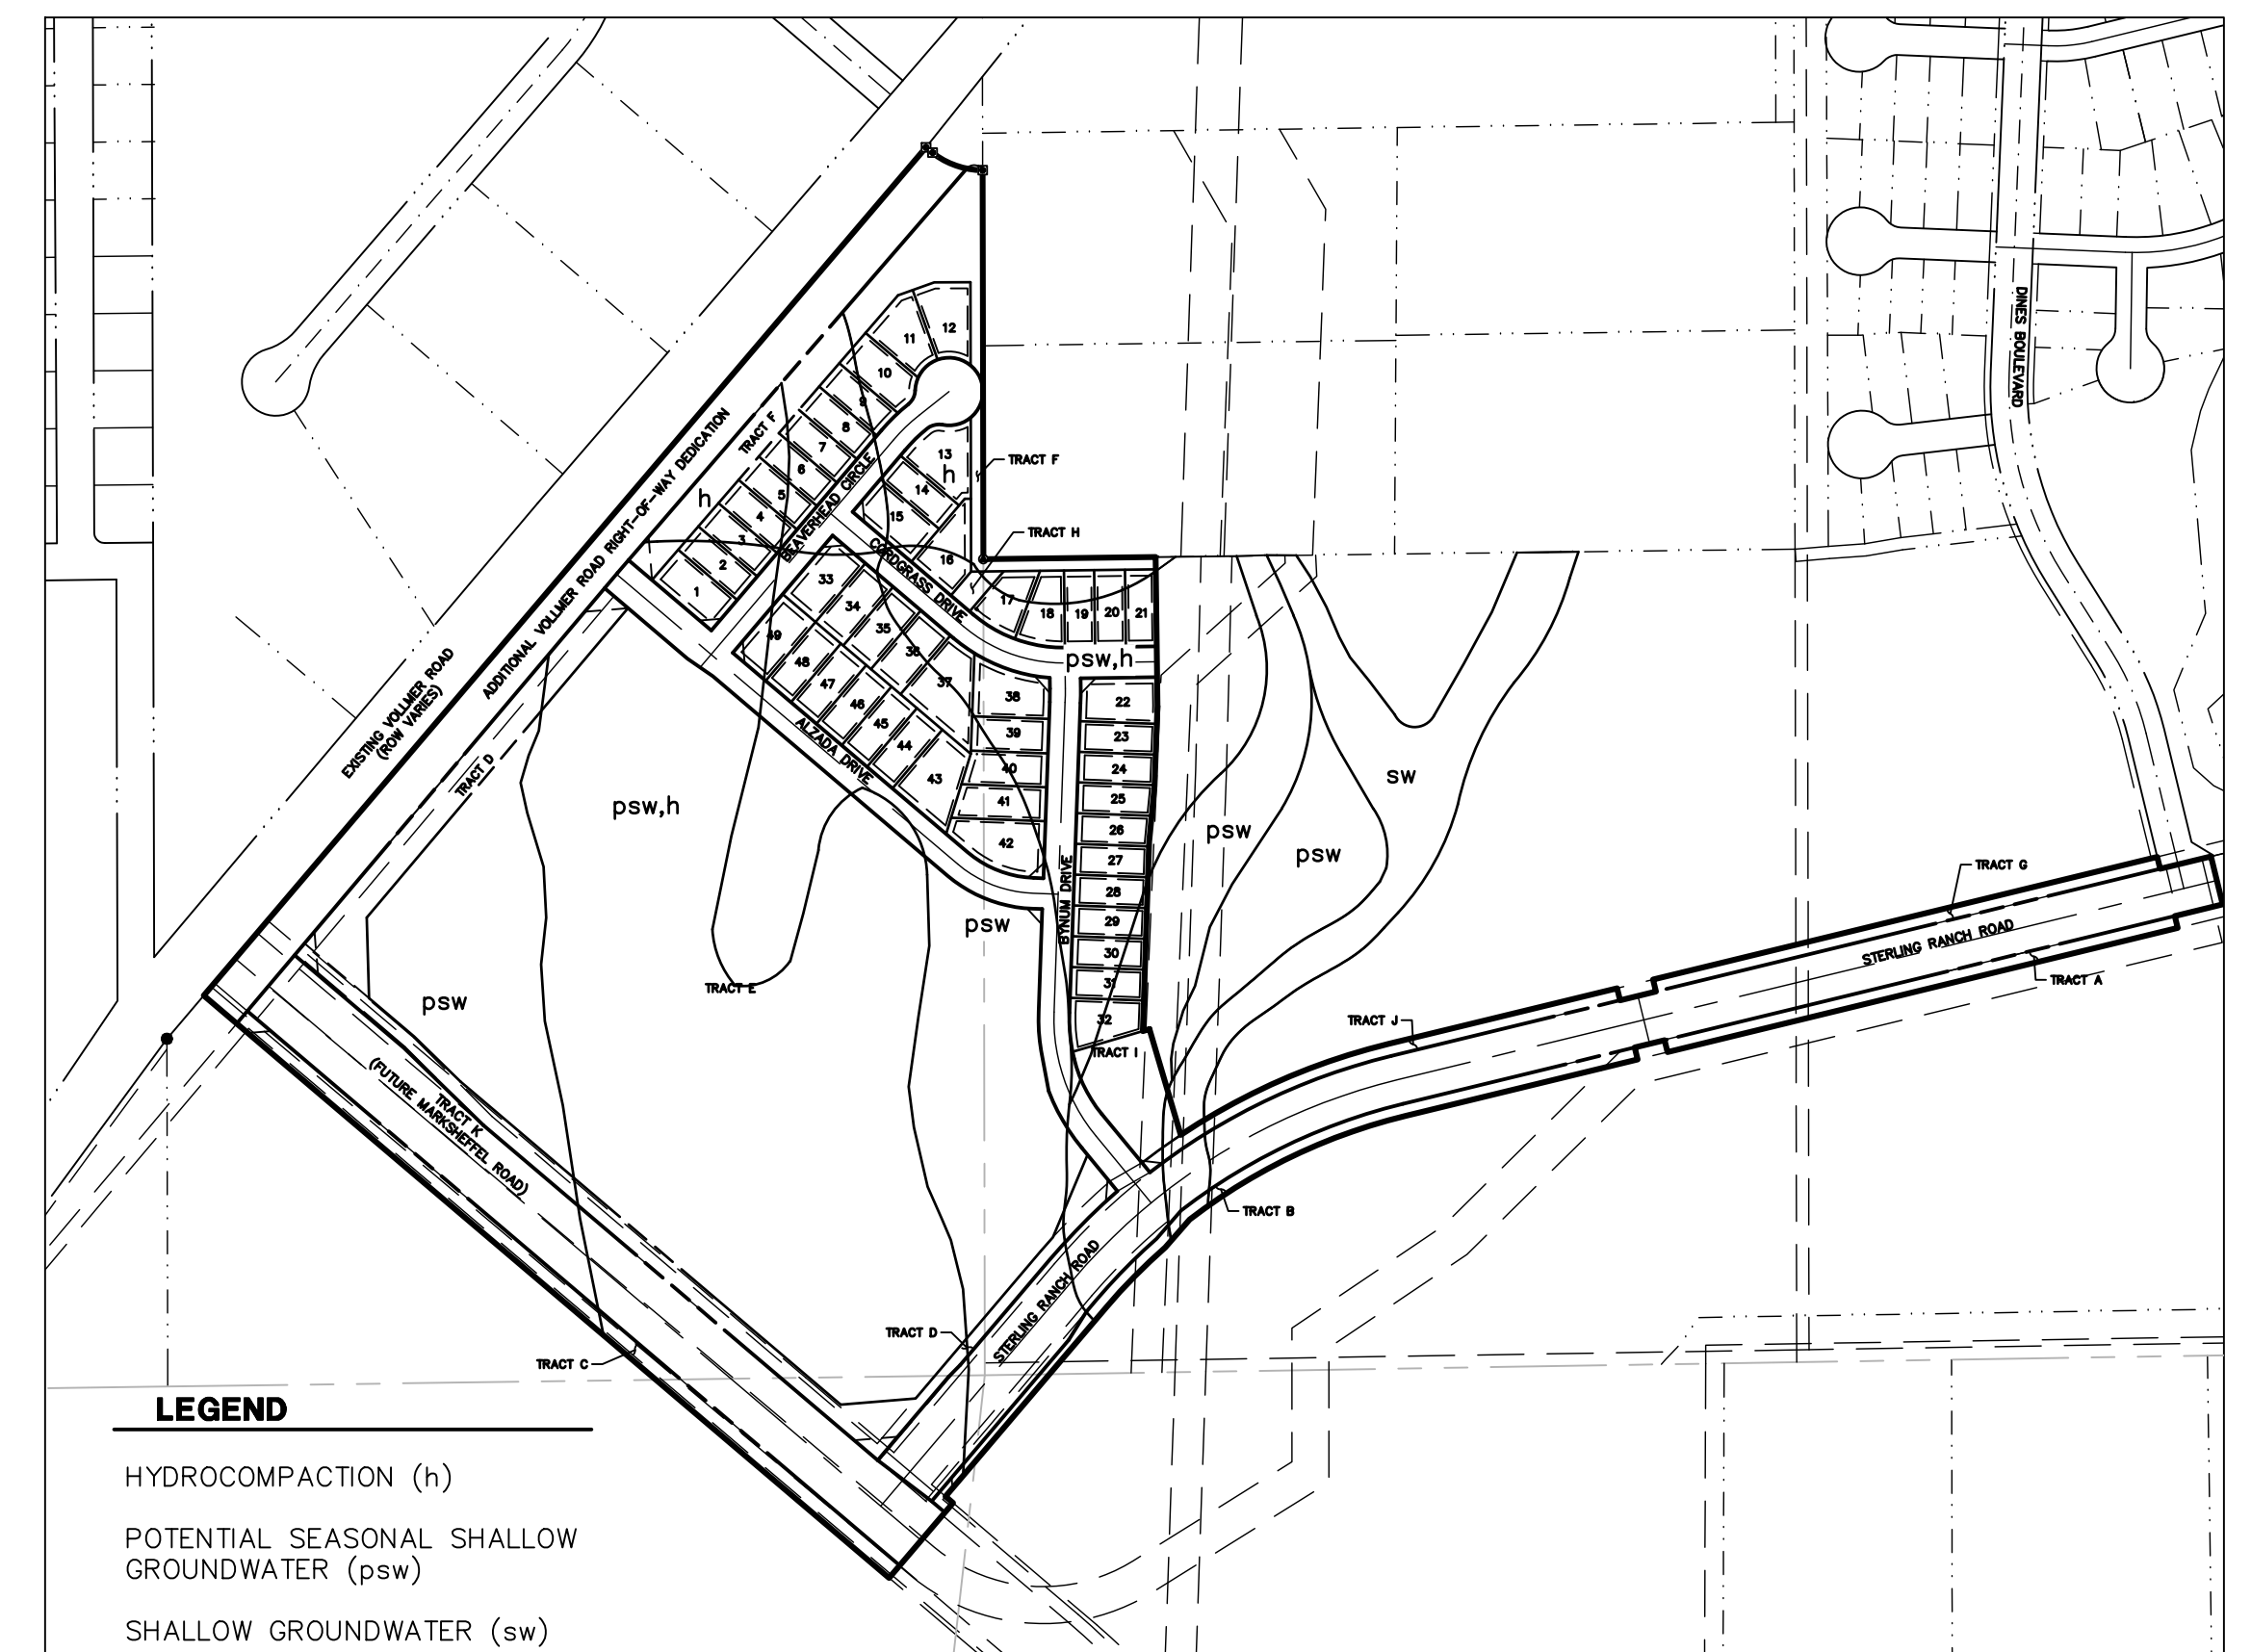 DINES BOULEVARD
12
11
10
9
8
7
6
5
4
3
2
1
TRACT F
h
ADDITIONAL VOLLMER ROAD RIGHT-OF-WAY DEDICATION
EXISTING VOLLMER ROAD
(ROW VARIES)
BEAVERHEAD CIRCLE
13
h
14
15
16
TRACT F
TRACT H
CORDGRASS DRIVE
17
18
19
20
21
psw,h
33
34
35
36
37
38
39
40
41
42
49
48
47
46
45
44
43
ALZADA DRIVE
22
23
24
25
26
27
28
29
30
31
32
BYNUM DRIVE
TRACT I
TRACT D
psw,h
psw
sw
psw
psw
psw
TRACT E
TRACT G
STERLING RANCH ROAD
TRACT A
TRACT J
TRACT B
TRACT K
(FUTURE MARKSHEFFEL ROAD)
STERLING RANCH ROAD
TRACT D
TRACT C
LEGEND
HYDROCOMPACTION (h)
POTENTIAL SEASONAL SHALLOW
GROUNDWATER (psw)
SHALLOW GROUNDWATER (sw)